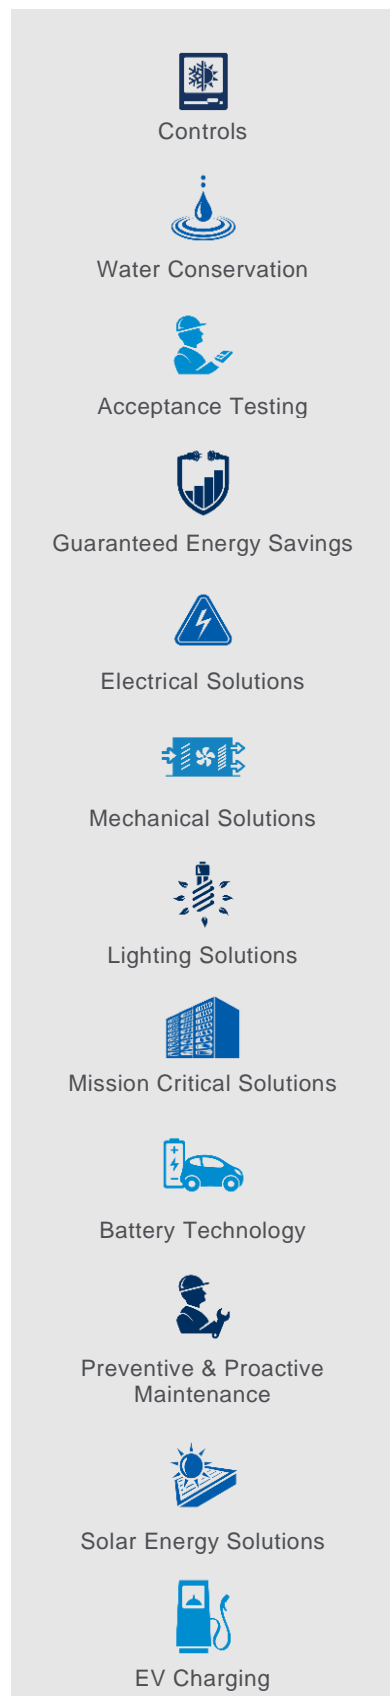 Controls
Water Conservation
Acceptance Testing
Guaranteed Energy Savings
Electrical Solutions
Mechanical Solutions
Lighting Solutions
Mission Critical Solutions
Battery Technology
Preventive & Proactive
Maintenance
Solar Energy Solutions
EV Charging